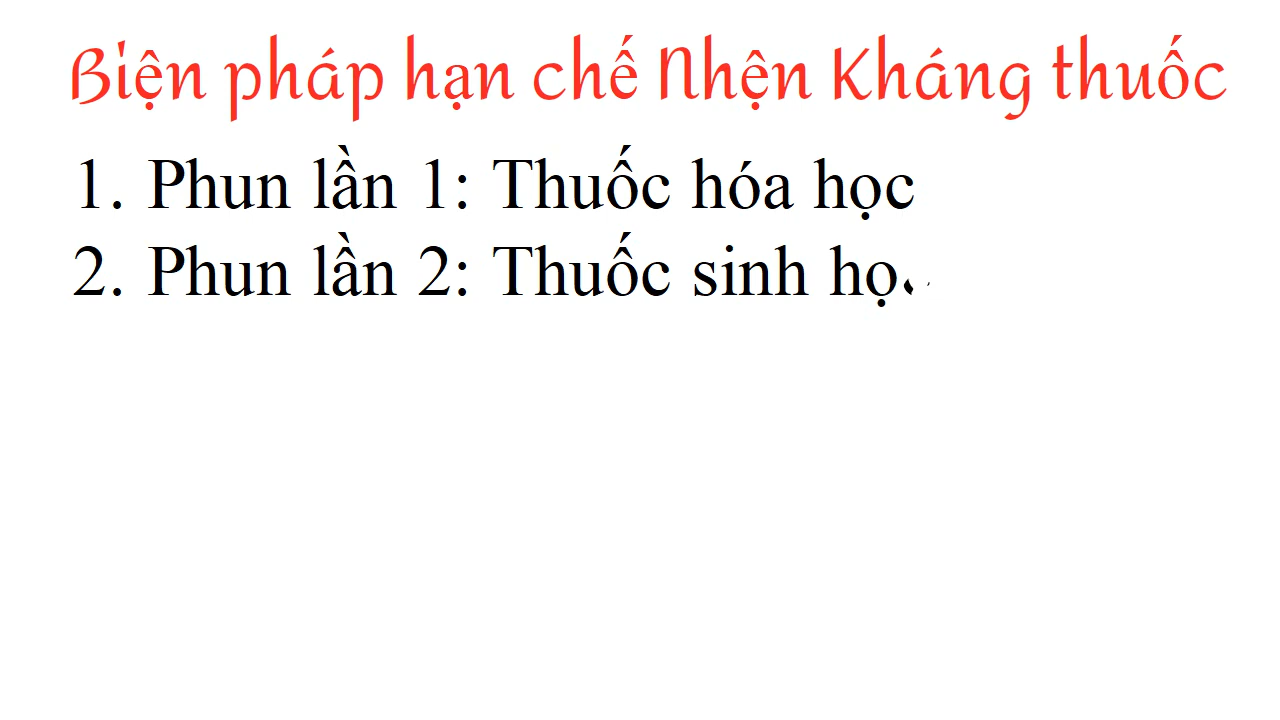 Biện pháp hạn chế Nhện Kháng thuốc
1. Phun lần 1: Thuốc hóa học
2. Phun lần 2: Thuốc sinh họ